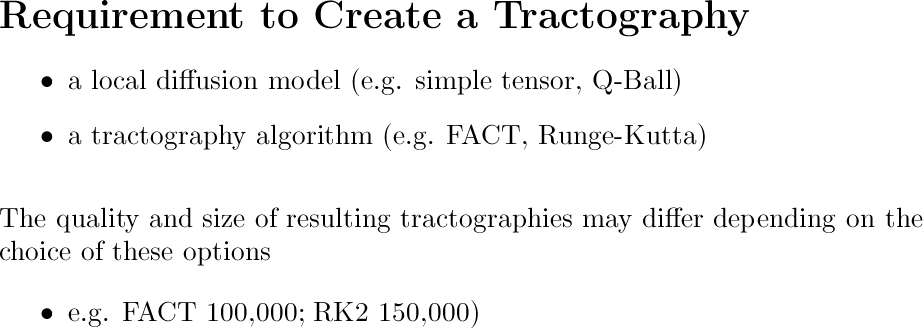 Requirement to Create a Tractography
• a local diffusion model (e.g. simple tensor, Q-Ball)
• a tractography algorithm (e.g. FACT, Runge-Kutta)
The quality and size of resulting tractographies may differ depending on the
choice of these options
• e.g. FACT 100,000; RK2 150,000)